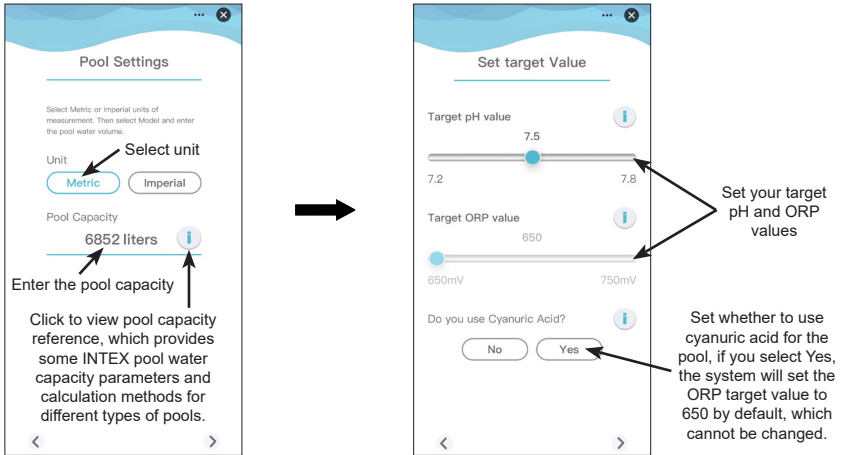 Pool Settings
Select Metric or Imperial units of
measurement. Then select Model and enter
the pool water volume.
Select unit
Unit
Metric
Imperial
Pool Capacity
6852 liters
i
Enter the pool capacity
Click to view pool capacity
reference, which provides
some INTEX pool water
capacity parameters and
calculation methods for
different types of pools.
Set target Value
Target pH value
i
7.5
7.2
7.8
Target ORP value
i
650
650mV
750mV
Do you use Cyanuric Acid?
i
No
Yes
Set your target
pH and ORP
values
Set whether to use
cyanuric acid for the
pool, if you select Yes,
the system will set the
ORP target value to
650 by default, which
cannot be changed.